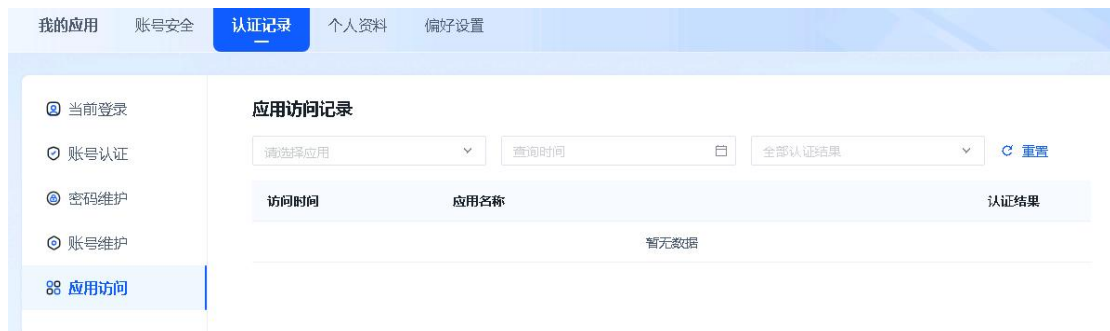 我的应用 账号安全 认证记录 个人资料 偏好设置
当前登录
账号认证
密码维护
账号维护
应用访问
应用访问记录
请选择应用 查询时间 全部认证结果 重置
访问时间 应用名称 认证结果
暂无数据